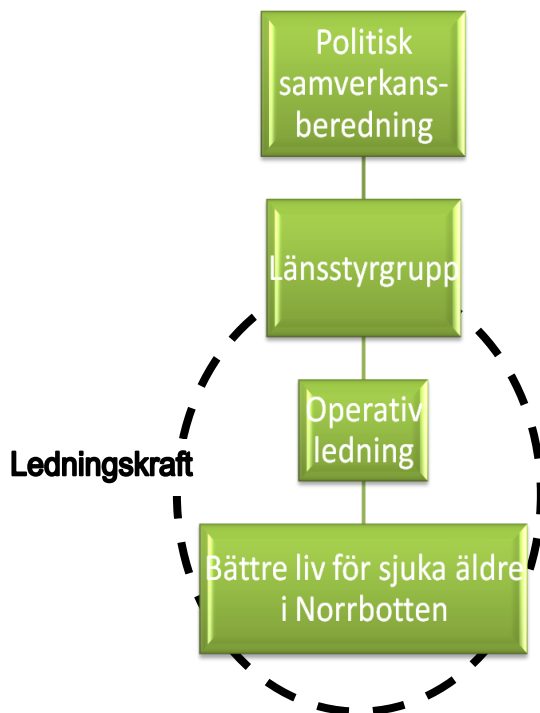 Politisk
samverkans-
beredning
Länsstyrgrupp
Operativ
ledning
Ledningskraft
Bättre liv för sjuka äldre
i Norrbotten